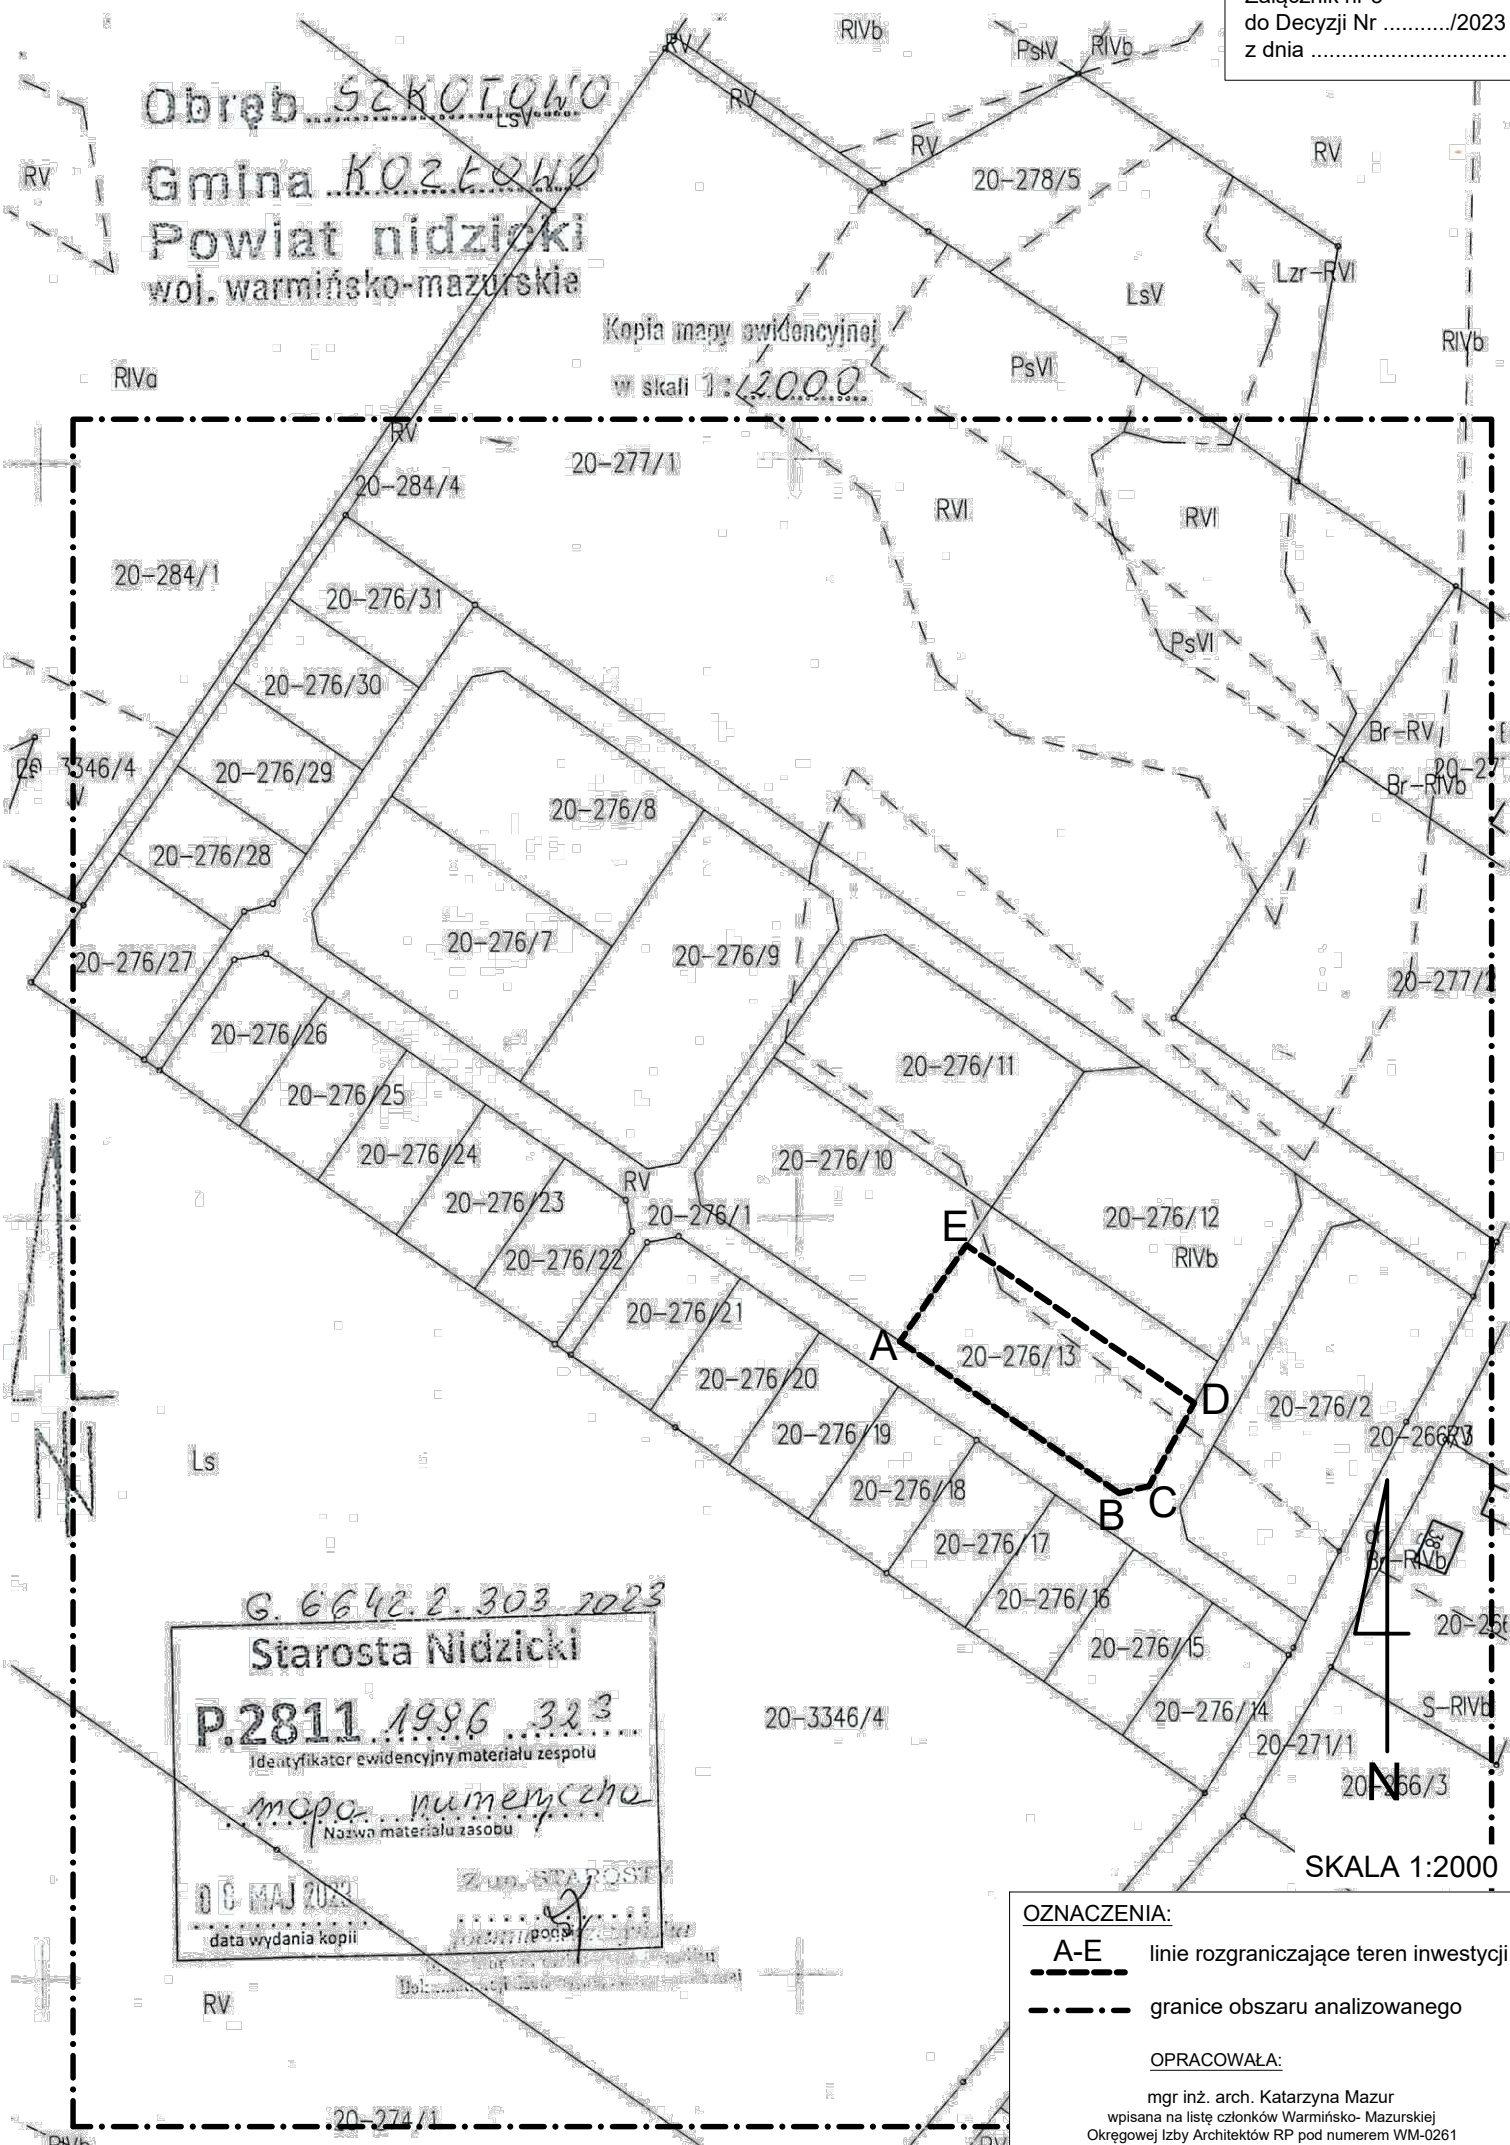 do Decyzji Nr ........../2023
z dnia ................................
Obręb SZKOTOWO
Gmina KOZŁOWO
Powiat nidzicki
woj. warmińsko-mazurskie
Kopia mapy ewidencyjnej
w skali 1:2000
RV
RIVb
PsIV
RIVb
LsV
RV
RV
RV
RV
20-278/5
Lzr-RVI
LsV
RIVb
PsVI
RIVa
RV
20-277/1
20-284/4
RVI
RVI
20-284/1
20-276/31
PsVI
20-276/30
Br-RV
20-276/29
Br-RIVb
20-276/8
20-276/28
20-276/7
20-276/9
20-276/27
20-277/2
20-276/26
20-276/11
20-276/25
20-276/24
20-276/10
RV
20-276/23
20-276/1
20-276/12
E
20-276/22
RIVb
20-276/21
A
20-276/13
20-276/20
D
20-276/2
20-276/19
Ls
20-276/18
B
C
20-276/17
38
Br-RIVb
20-276/16
20-276/15
20-276/14
S-RIVb
20-271/1
20-3346/4
20-266/3
N
N
G. 6642.2.303.2023
Starosta Nidzicki
P.2811.1996.323
Identyfikator ewidencyjny materiału zespołu
mapa numeryczna
Nazwa materiału zasobu
MAJ 2023
Z up. STAROSTY
data wydania kopii
RV
20-274/1
SKALA 1:2000
OZNACZENIA:
A-E linie rozgraniczające teren inwestycji
granice obszaru analizowanego
OPRACOWAŁA:
mgr inż. arch. Katarzyna Mazur
wpisana na listę członków Warmińsko- Mazurskiej
Okręgowej Izby Architektów RP pod numerem WM-0261